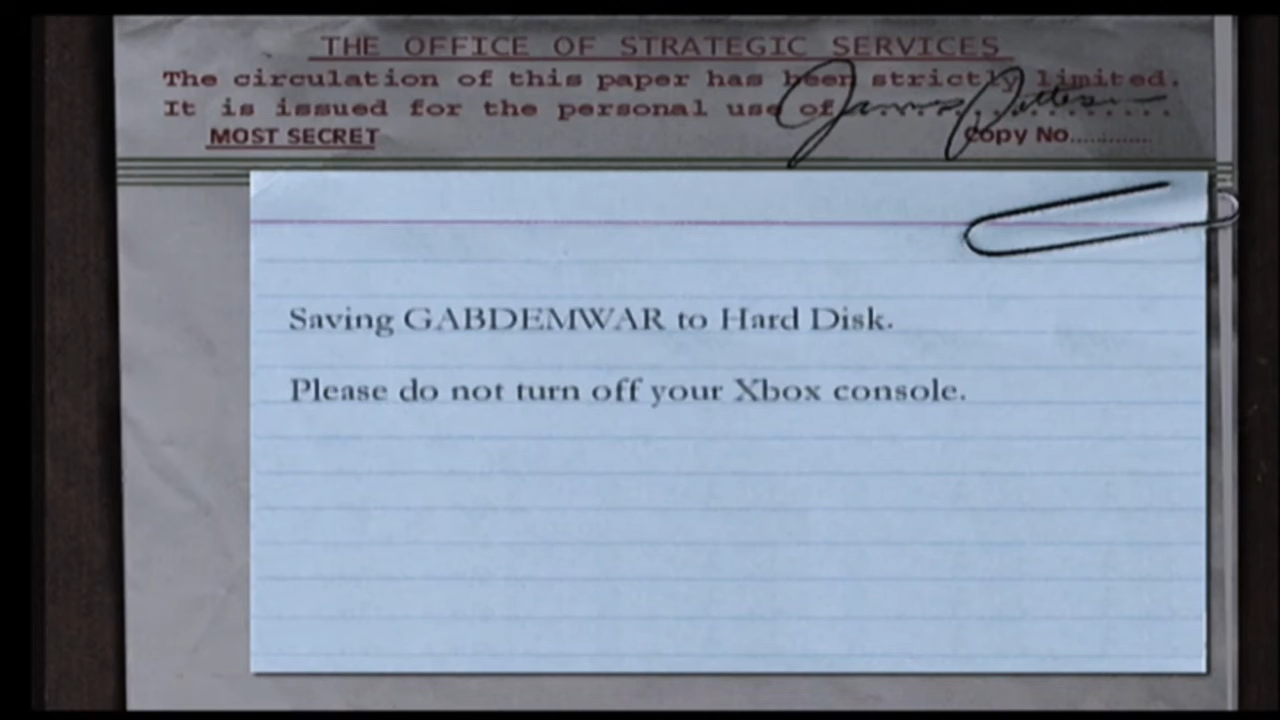 THE OFFICE OF STRATEGIC SERVICES
The circulation of this paper has been strictly limited.
It is issued for the personal use of....................
MOST SECRET
Copy No............
Saving GABDEMWAR to Hard Disk.
Please do not turn off your Xbox console.